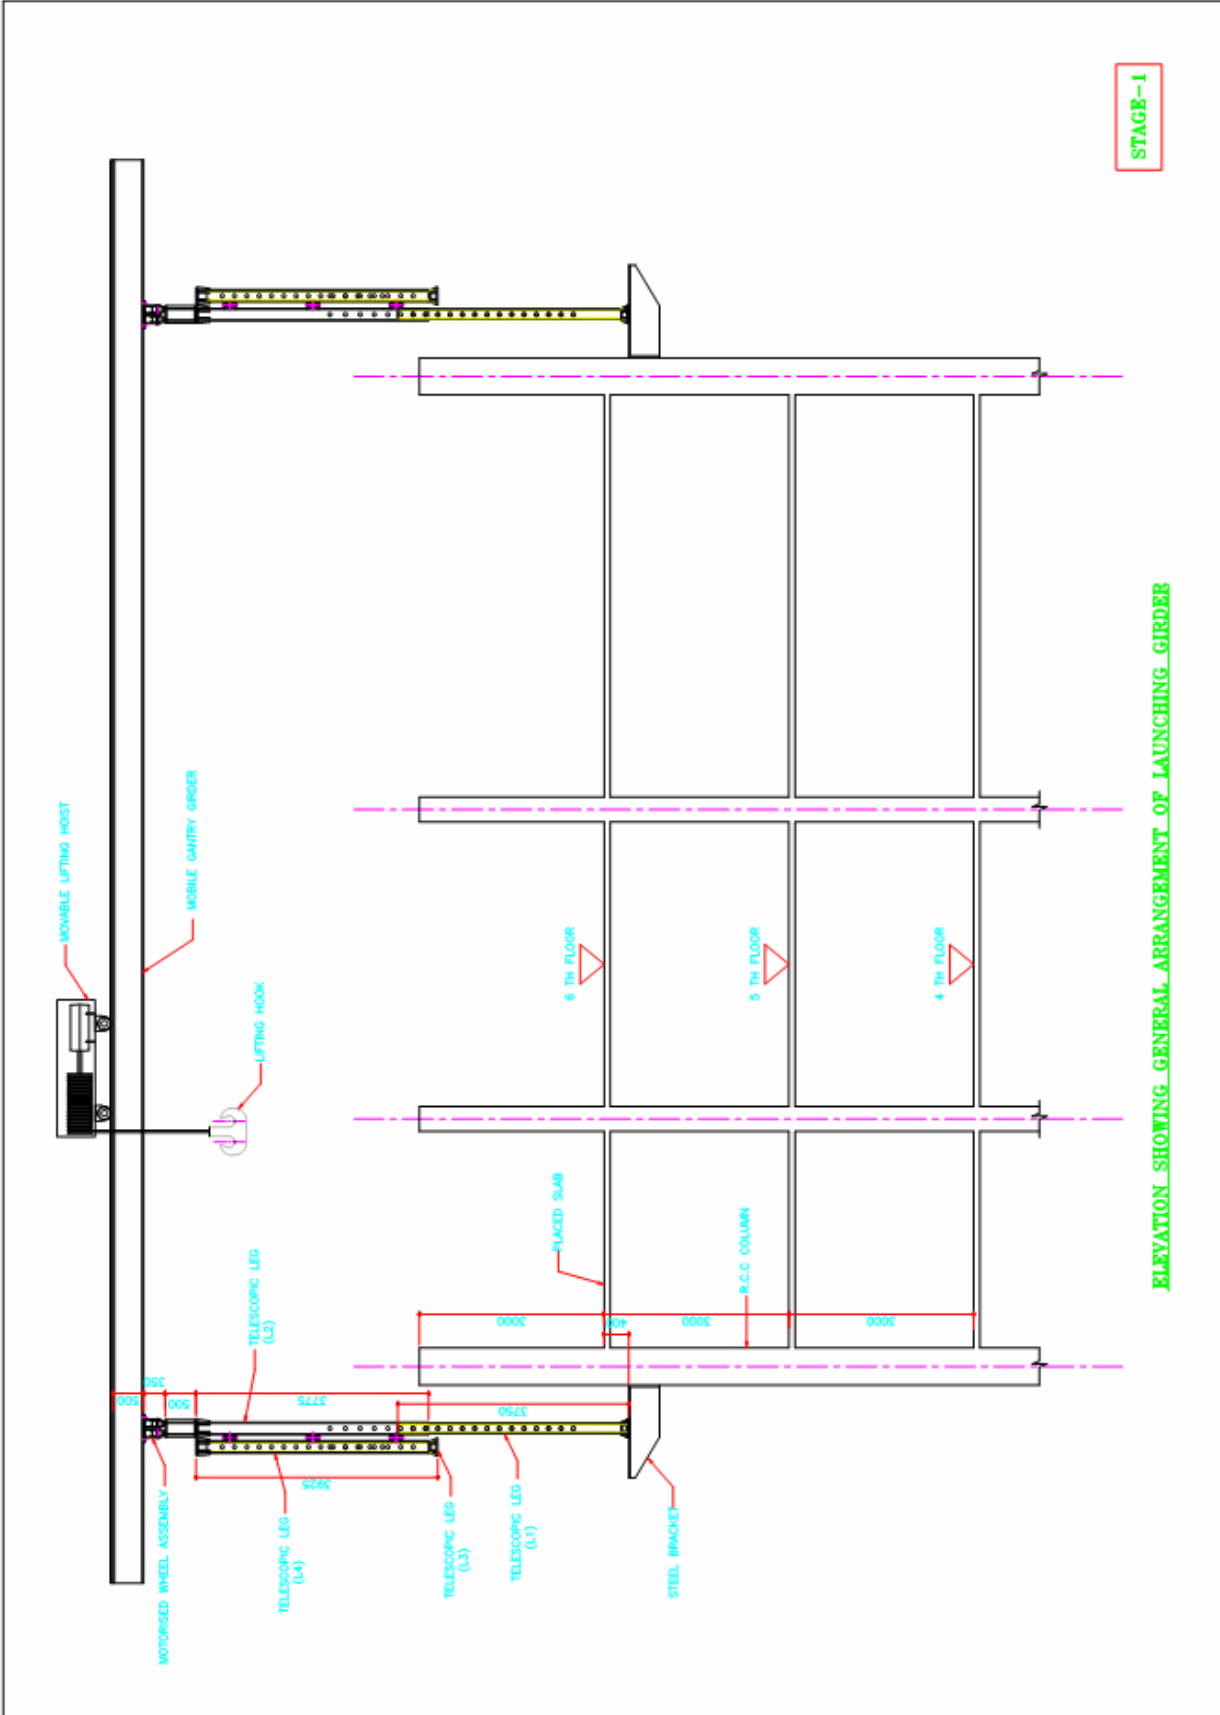 MOVABLE LIFTING HOIST
MOBILE GANTRY GIRDER
LIFTING HOOK
MOTORISED WHEEL ASSEMBLY
TELESCOPIC LEG
(L2)
TELESCOPIC LEG
(L4)
TELESCOPIC LEG
(L3)
TELESCOPIC LEG
(L1)
STEEL BRACKET
PLACED SLAB
R.C.C COLUMN
6 TH FLOOR
5 TH FLOOR
4 TH FLOOR
500
350
500
3775
3750
3925
3000
400
3000
3000
ELEVATION SHOWING GENERAL ARRANGEMENT OF LAUNCHING GIRDER
STAGE-1